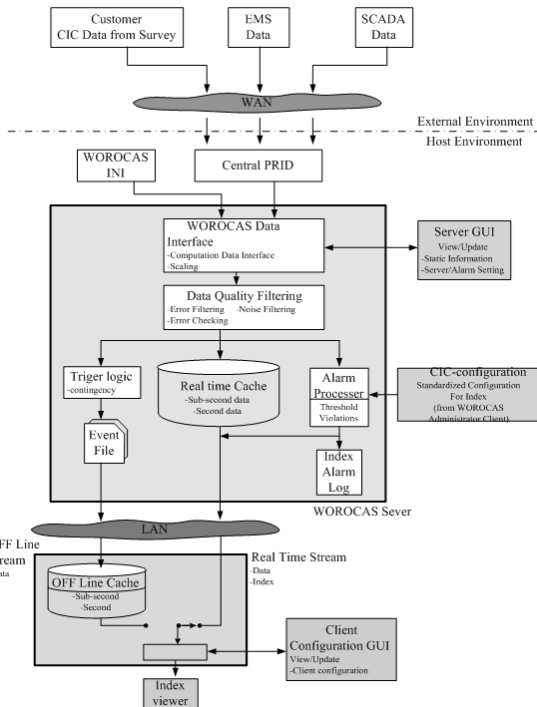 Customer
CIC Data from Survey
EMS
Data
SCADA
Data
WAN
External Environment
Host Environment
WOROCAS
INI
Central PRID
WOROCAS Data
Interface
-Computation Data Interface
-Scaling
Server GUI
View/Update
-Static Information
-Server/Alarm Setting
Data Quality Filtering
-Error Filtering -Noise Filtering
-Error Checking
Triger logic
-contingency
Real time Cache
-Sub-second data
-Second data
Alarm
Processer
Threshold
Violations
CIC-configuration
Standardized Configuration
For Index
(from WOROCAS
Administrator Client)
Event
File
Index
Alarm
Log
WOROCAS Sever
LAN
FF Line
ream
ata
Real Time Stream
-Data
-Index
OFF Line Cache
-Sub-second
-Second
Client
Configuration GUI
View/Update
-Client configuration
Index
viewer